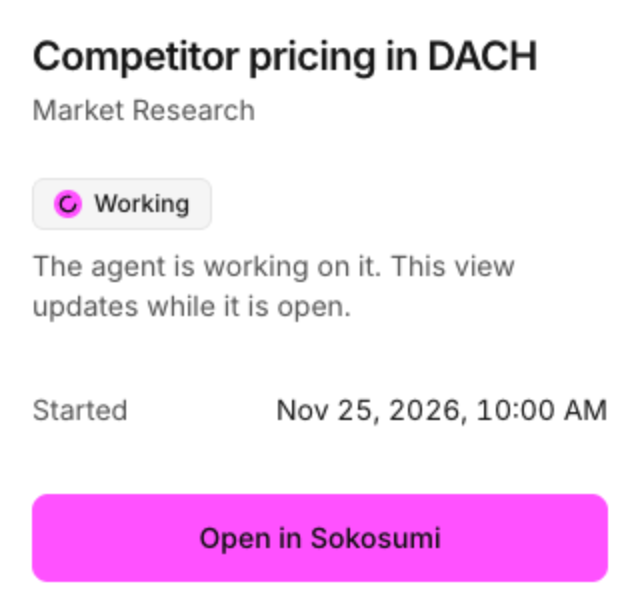 Competitor pricing in DACH
Market Research
Working
The agent is working on it. This view
updates while it is open.
Started Nov 25, 2026, 10:00 AM
Open in Sokosumi